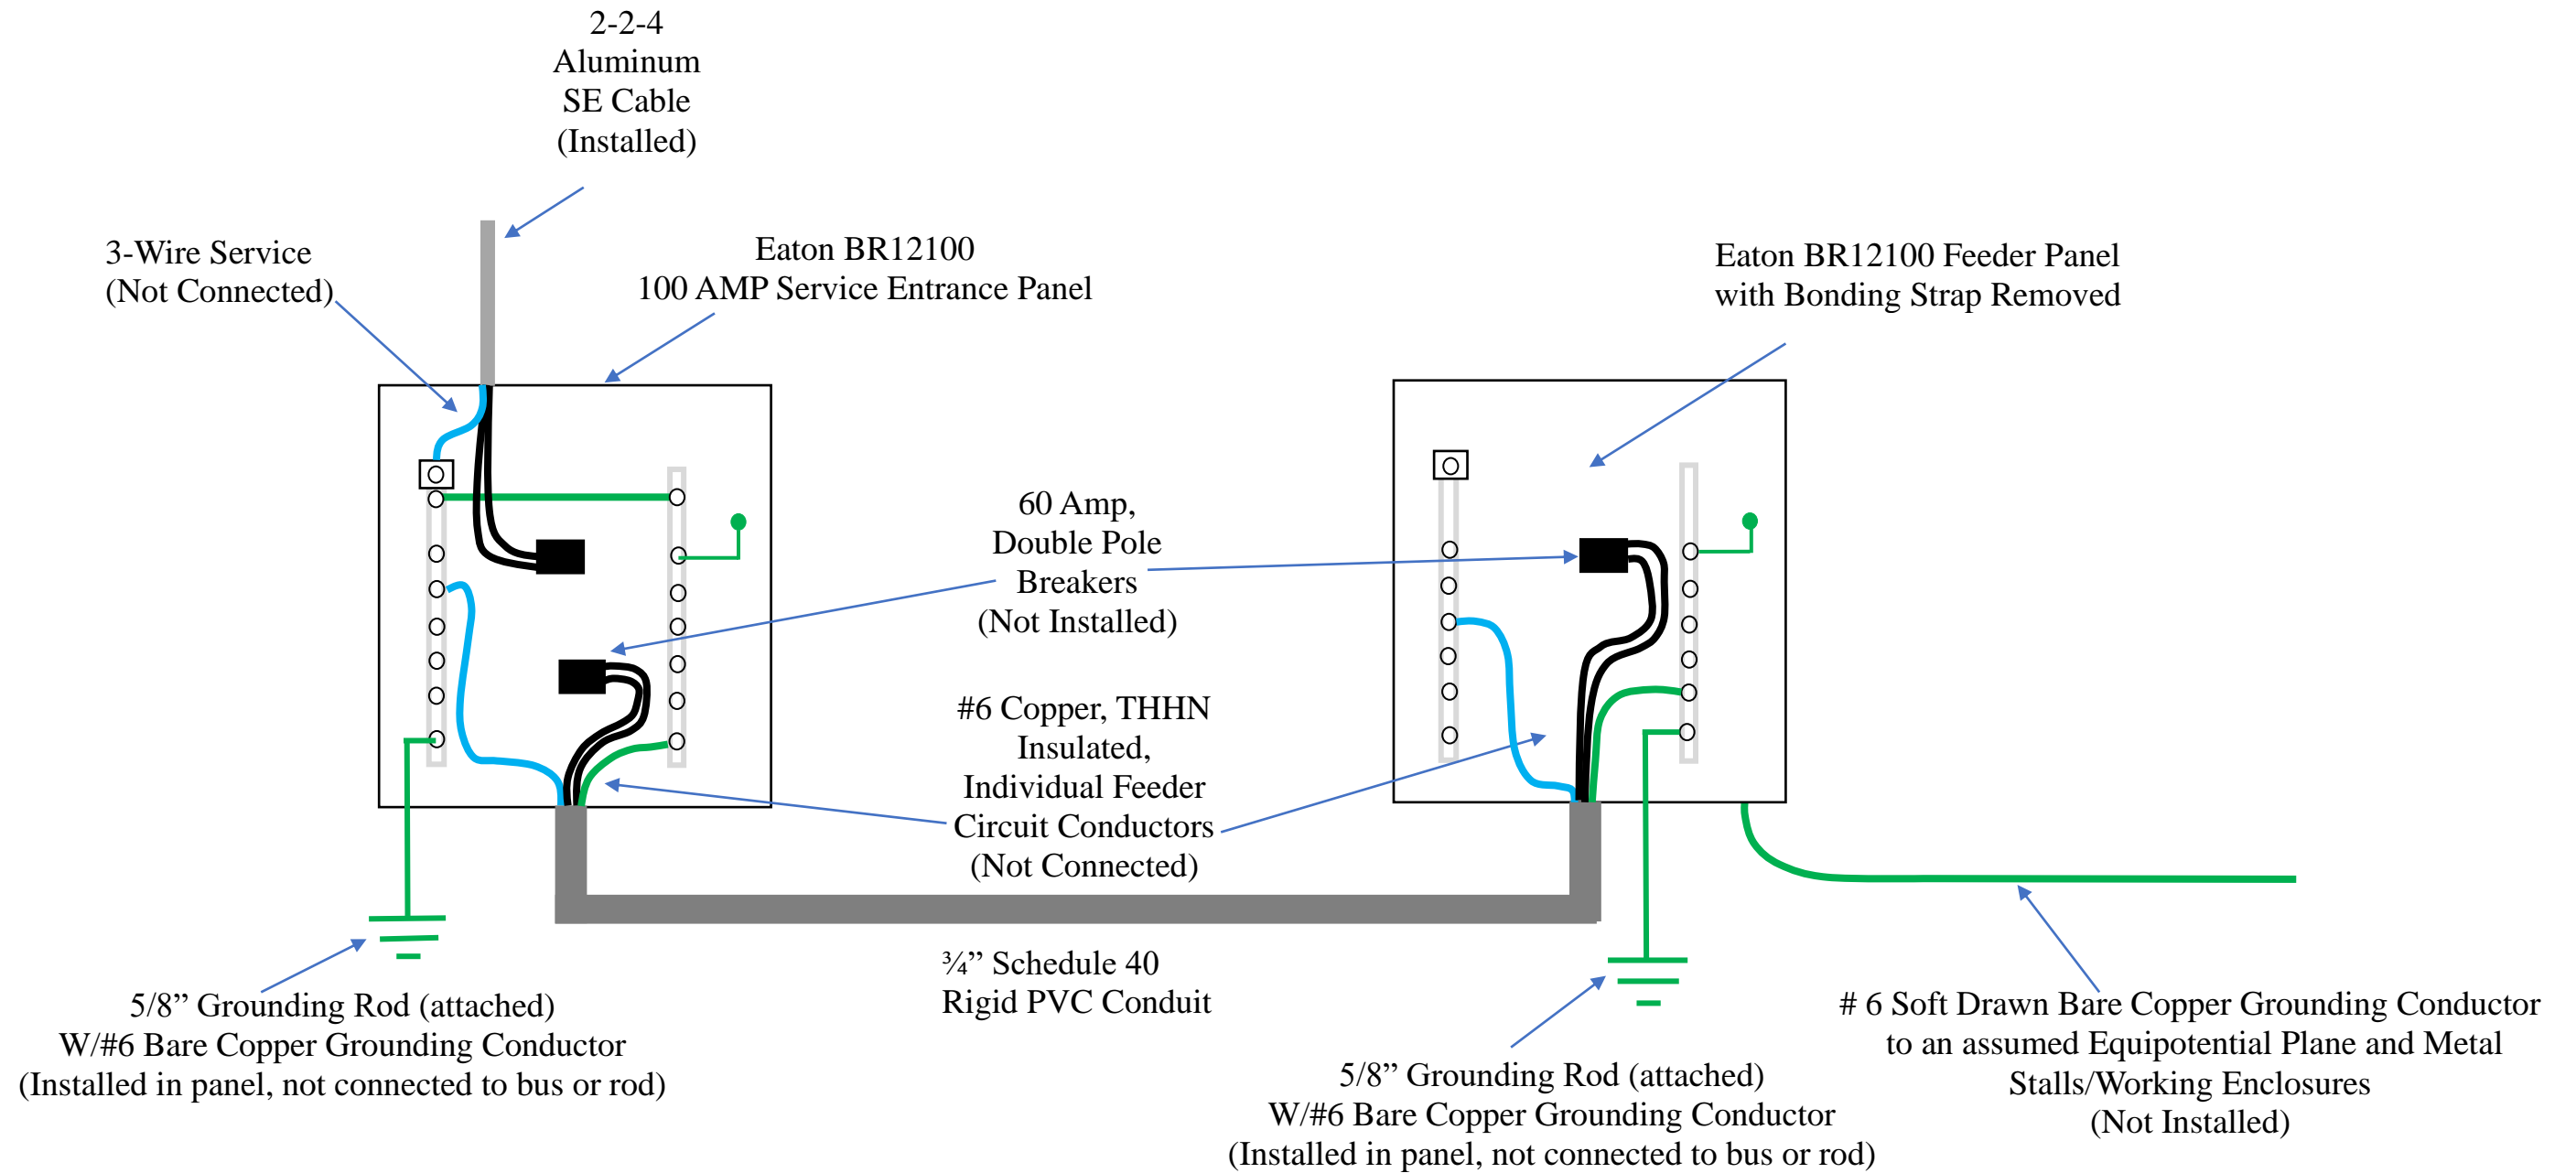 2-2-4
Aluminum
SE Cable
(Installed)
3-Wire Service
(Not Connected)
Eaton BR12100
100 AMP Service Entrance Panel
Eaton BR12100 Feeder Panel
with Bonding Strap Removed
60 Amp,
Double Pole
Breakers
(Not Installed)
#6 Copper, THHN
Insulated,
Individual Feeder
Circuit Conductors
(Not Connected)
¾” Schedule 40
Rigid PVC Conduit
5/8” Grounding Rod (attached)
W/#6 Bare Copper Grounding Conductor
(Installed in panel, not connected to bus or rod)
5/8” Grounding Rod (attached)
W/#6 Bare Copper Grounding Conductor
(Installed in panel, not connected to bus or rod)
# 6 Soft Drawn Bare Copper Grounding Conductor
to an assumed Equipotential Plane and Metal
Stalls/Working Enclosures
(Not Installed)